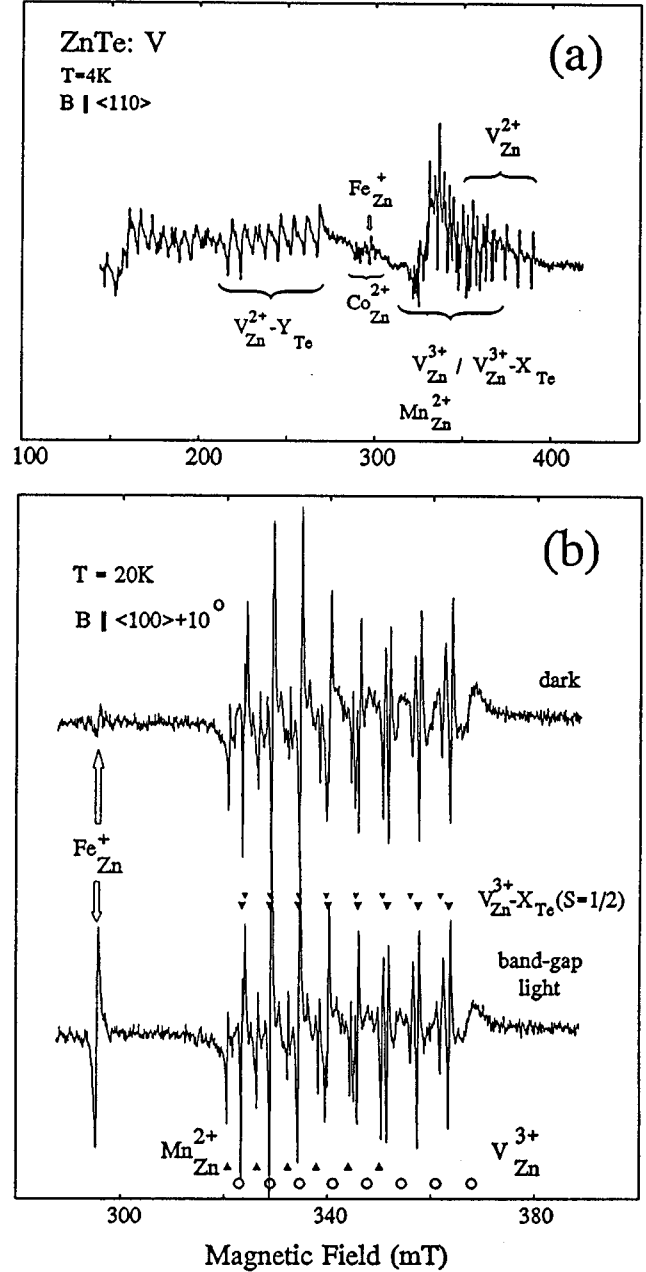 ZnTe: V
(a)
T=4K
B ∥ <110>
V²⁺Zn
Fe⁺Zn
Co²⁺Zn
V²⁺Zn-YTe
V³⁺Zn / V³⁺Zn-XTe
Mn²⁺Zn
100 200 300 400
(b)
T = 20K
B ∥ <100>+10°
dark
Fe⁺Zn
V³⁺Zn-XTe(S=1/2)
band-gap
light
Mn²⁺Zn
V³⁺Zn
300 340 380
Magnetic Field (mT)